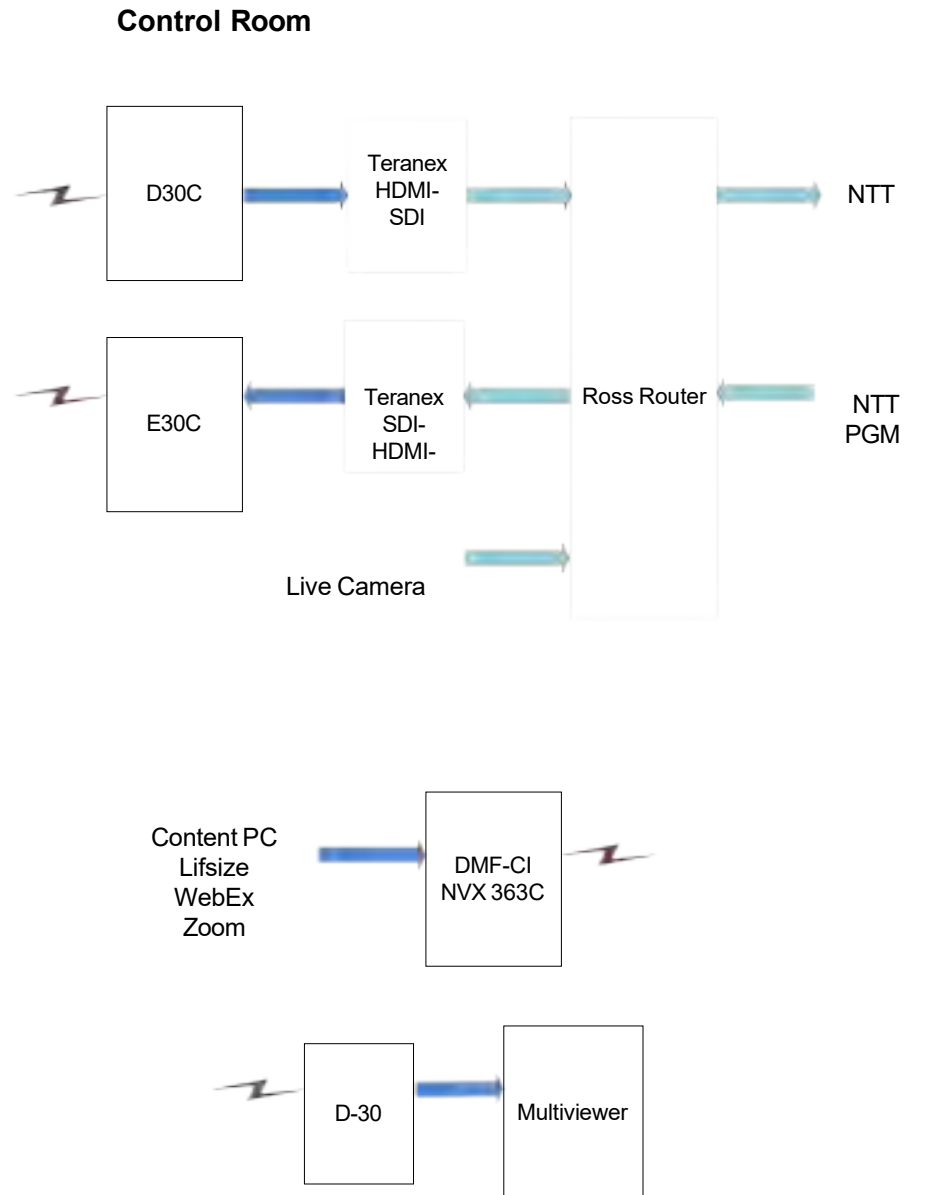 Control Room
D30C
Teranex
HDMI-
SDI
NTT
E30C
Teranex
SDI-
HDMI-
Ross Router
NTT
PGM
Live Camera
Content PC
Lifsize
WebEx
Zoom
DMF-CI
NVX 363C
D-30
Multiviewer